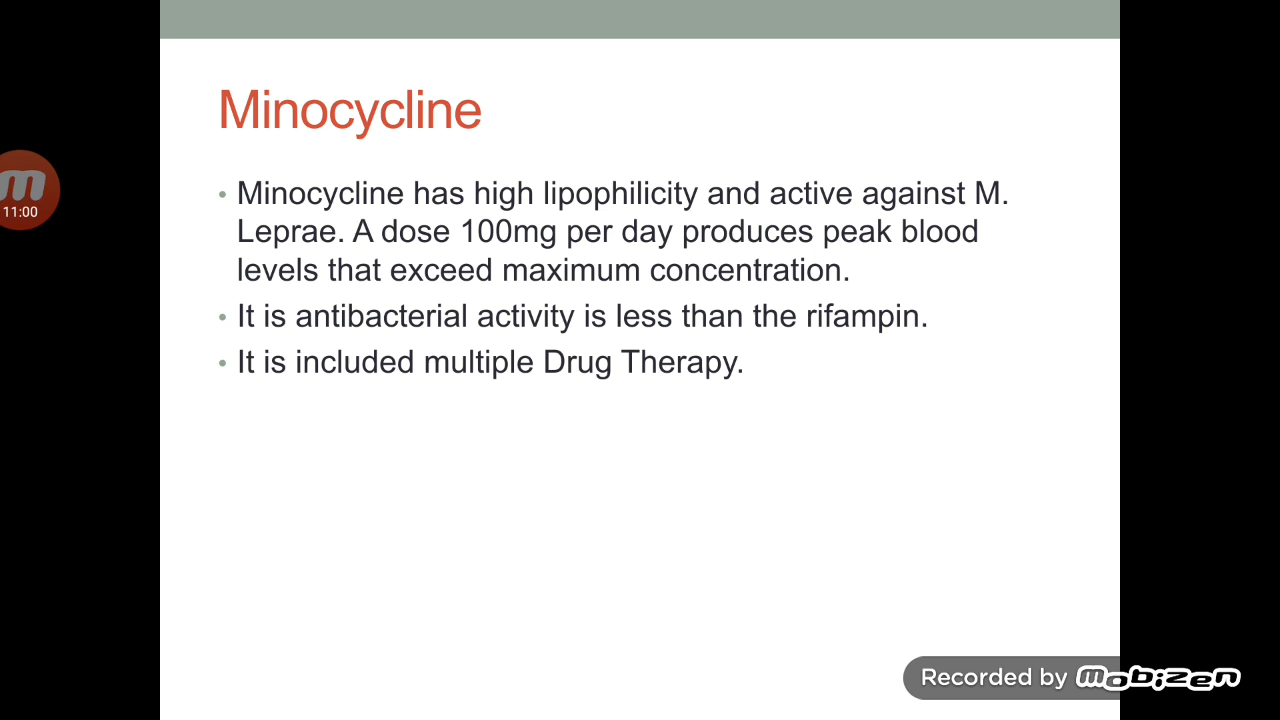 Minocycline
• Minocycline has high lipophilicity and active against M.
Leprae. A dose 100mg per day produces peak blood
levels that exceed maximum concentration.
• It is antibacterial activity is less than the rifampin.
• It is included multiple Drug Therapy.
m
11:00
Recorded by mobizen